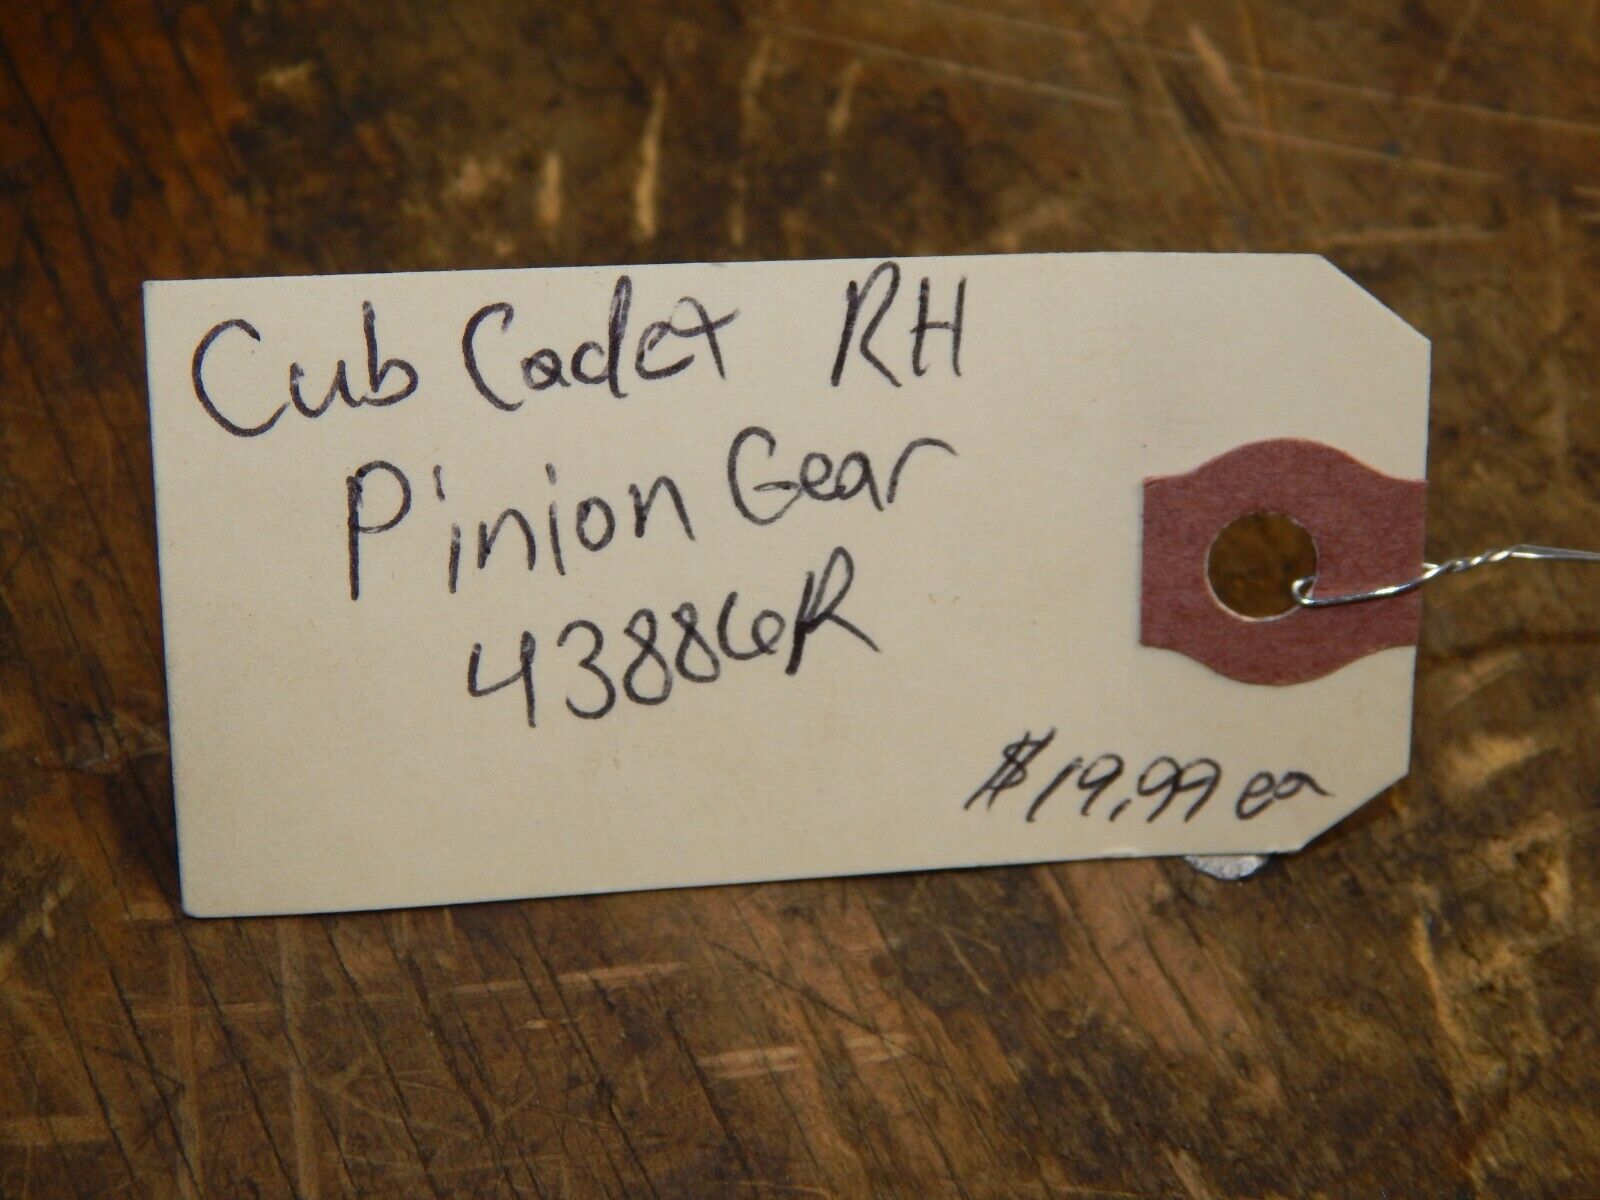 Cub Cadet RH
Pinion Gear
43886R
$19.99 ea